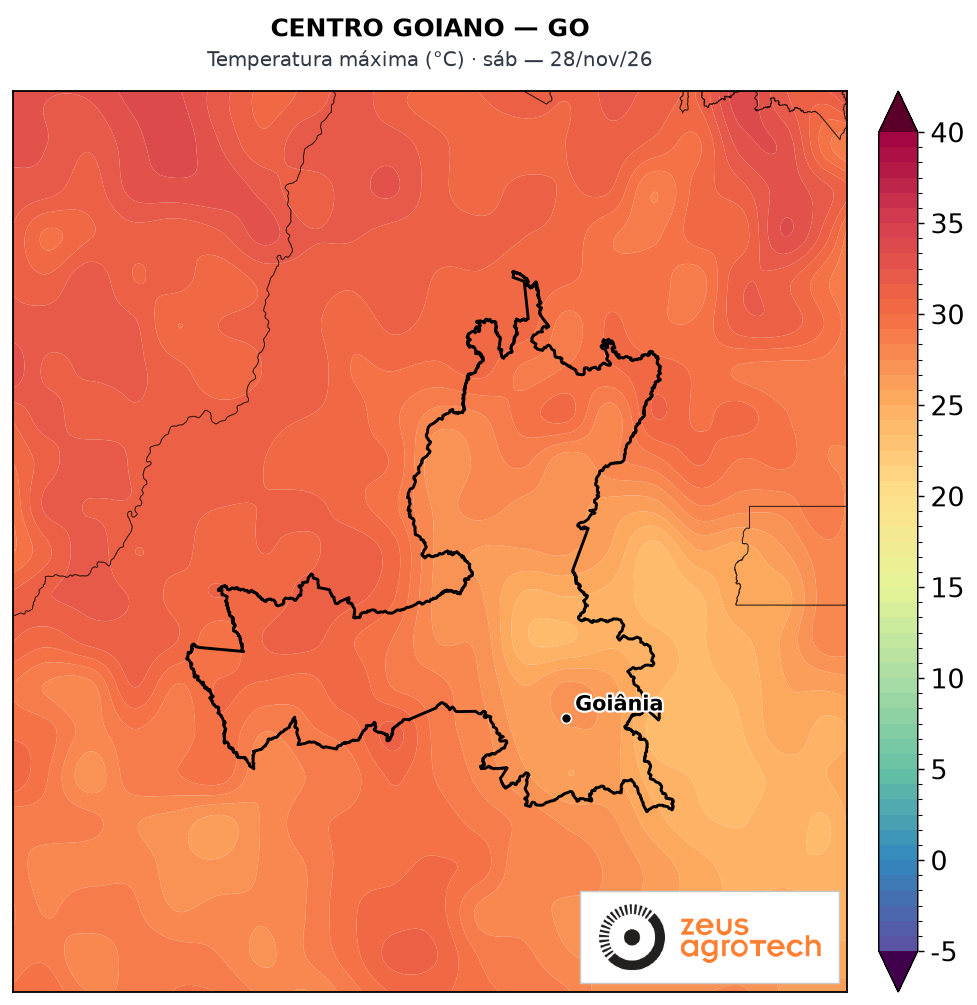 CENTRO GOIANO — GO
Temperatura máxima (°C) · sáb — 28/nov/26
40
35
30
25
20
15
10
5
0
-5
Goiânia
zeus
agrotech